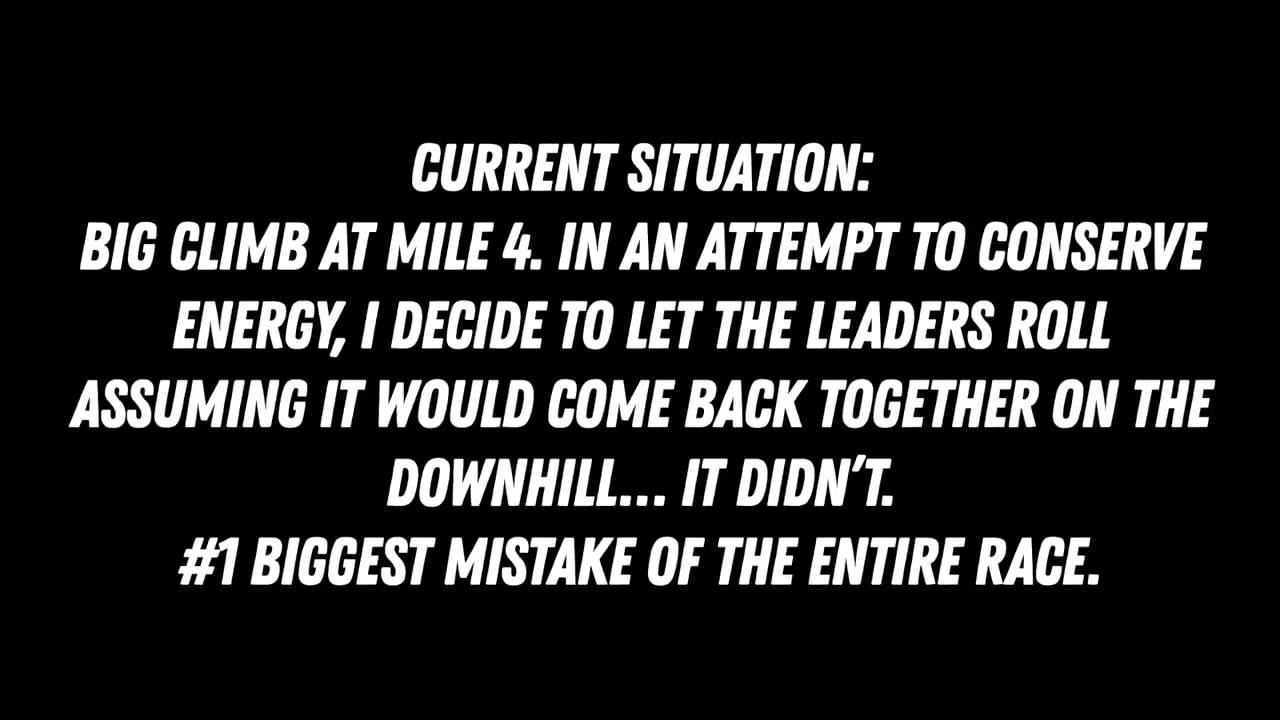 CURRENT SITUATION:
BIG CLIMB AT MILE 4. IN AN ATTEMPT TO CONSERVE
ENERGY, I DECIDE TO LET THE LEADERS ROLL
ASSUMING IT WOULD COME BACK TOGETHER ON THE
DOWNHILL... IT DIDN'T.
#1 BIGGEST MISTAKE OF THE ENTIRE RACE.